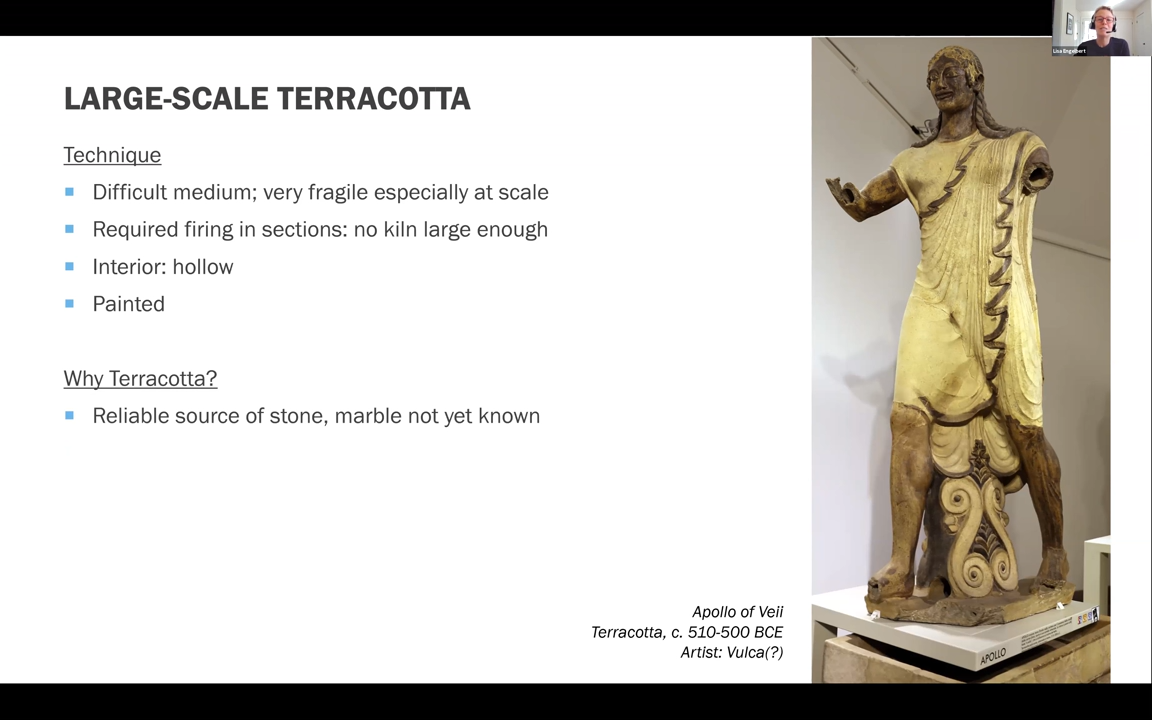 Lisa Engelbert
LARGE-SCALE TERRACOTTA
Technique
Difficult medium; very fragile especially at scale
Required firing in sections: no kiln large enough
Interior: hollow
Painted
Why Terracotta?
Reliable source of stone, marble not yet known
Apollo of Veii
Terracotta, c. 510-500 BCE
Artist: Vulca(?)
APOLLO